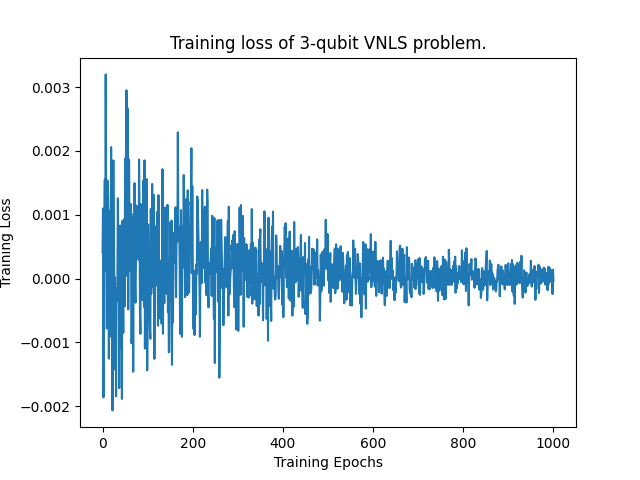 Training loss of 3-qubit VNLS problem.
0.003
0.002
0.001
0.000
−0.001
−0.002
Training Loss
0 200 400 600 800 1000
Training Epochs